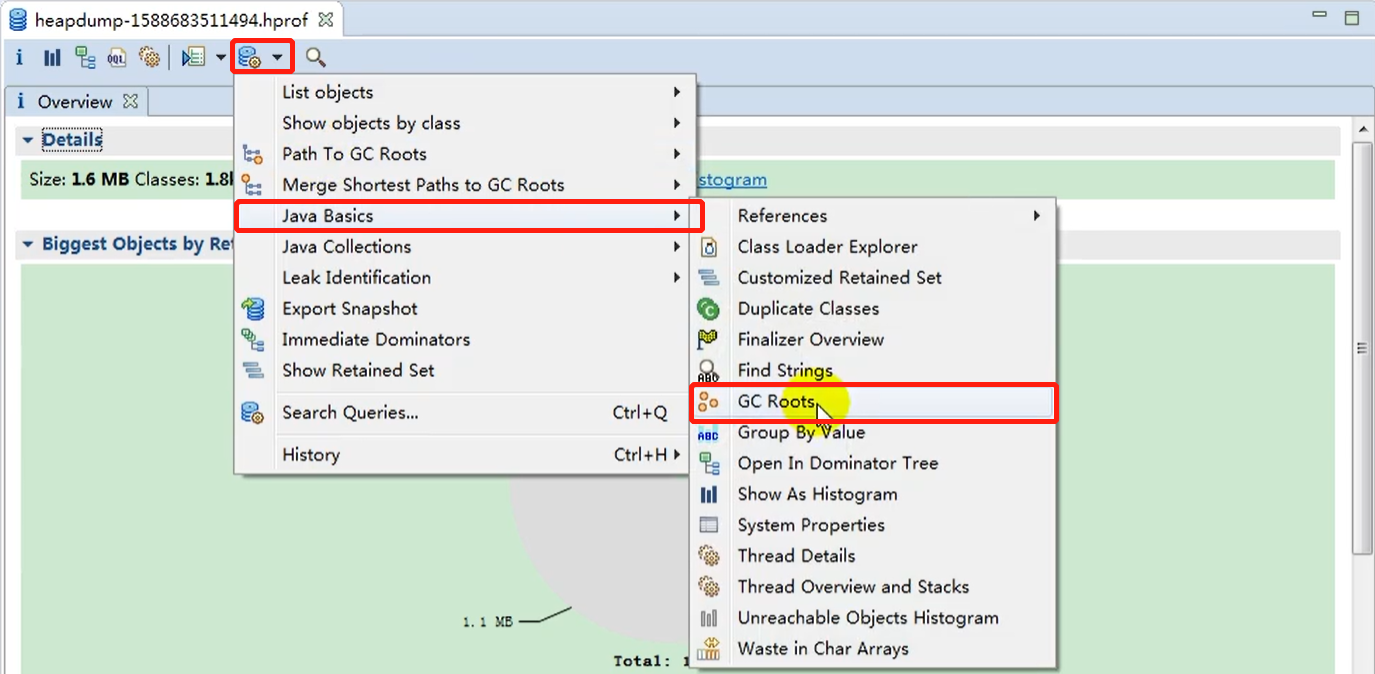 heapdump-1588683511494.hprof
Overview
Details
Size: 1.6 MB Classes: 1.8k
stogram
Biggest Objects by Ret
List objects
Show objects by class
Path To GC Roots
Merge Shortest Paths to GC Roots
Java Basics
Java Collections
Leak Identification
Export Snapshot
Immediate Dominators
Show Retained Set
Search Queries... Ctrl+Q
History Ctrl+H
References
Class Loader Explorer
Customized Retained Set
Duplicate Classes
Finalizer Overview
Find Strings
GC Roots
Group By Value
Open In Dominator Tree
Show As Histogram
System Properties
Thread Details
Thread Overview and Stacks
Unreachable Objects Histogram
Waste in Char Arrays
1.1 MB
Total: 1